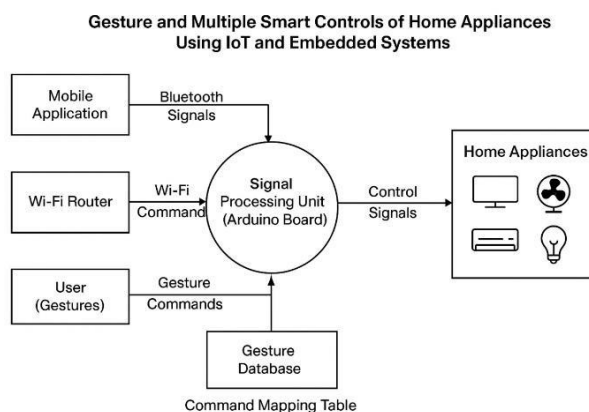 Gesture and Multiple Smart Controls of Home Appliances
Using IoT and Embedded Systems
Mobile
Application
Bluetooth
Signals
Wi-Fi Router
Wi-Fi
Command
User
(Gestures)
Gesture
Commands
Signal
Processing Unit
(Arduino Board)
Control
Signals
Home Appliances
Gesture
Database
Command Mapping Table